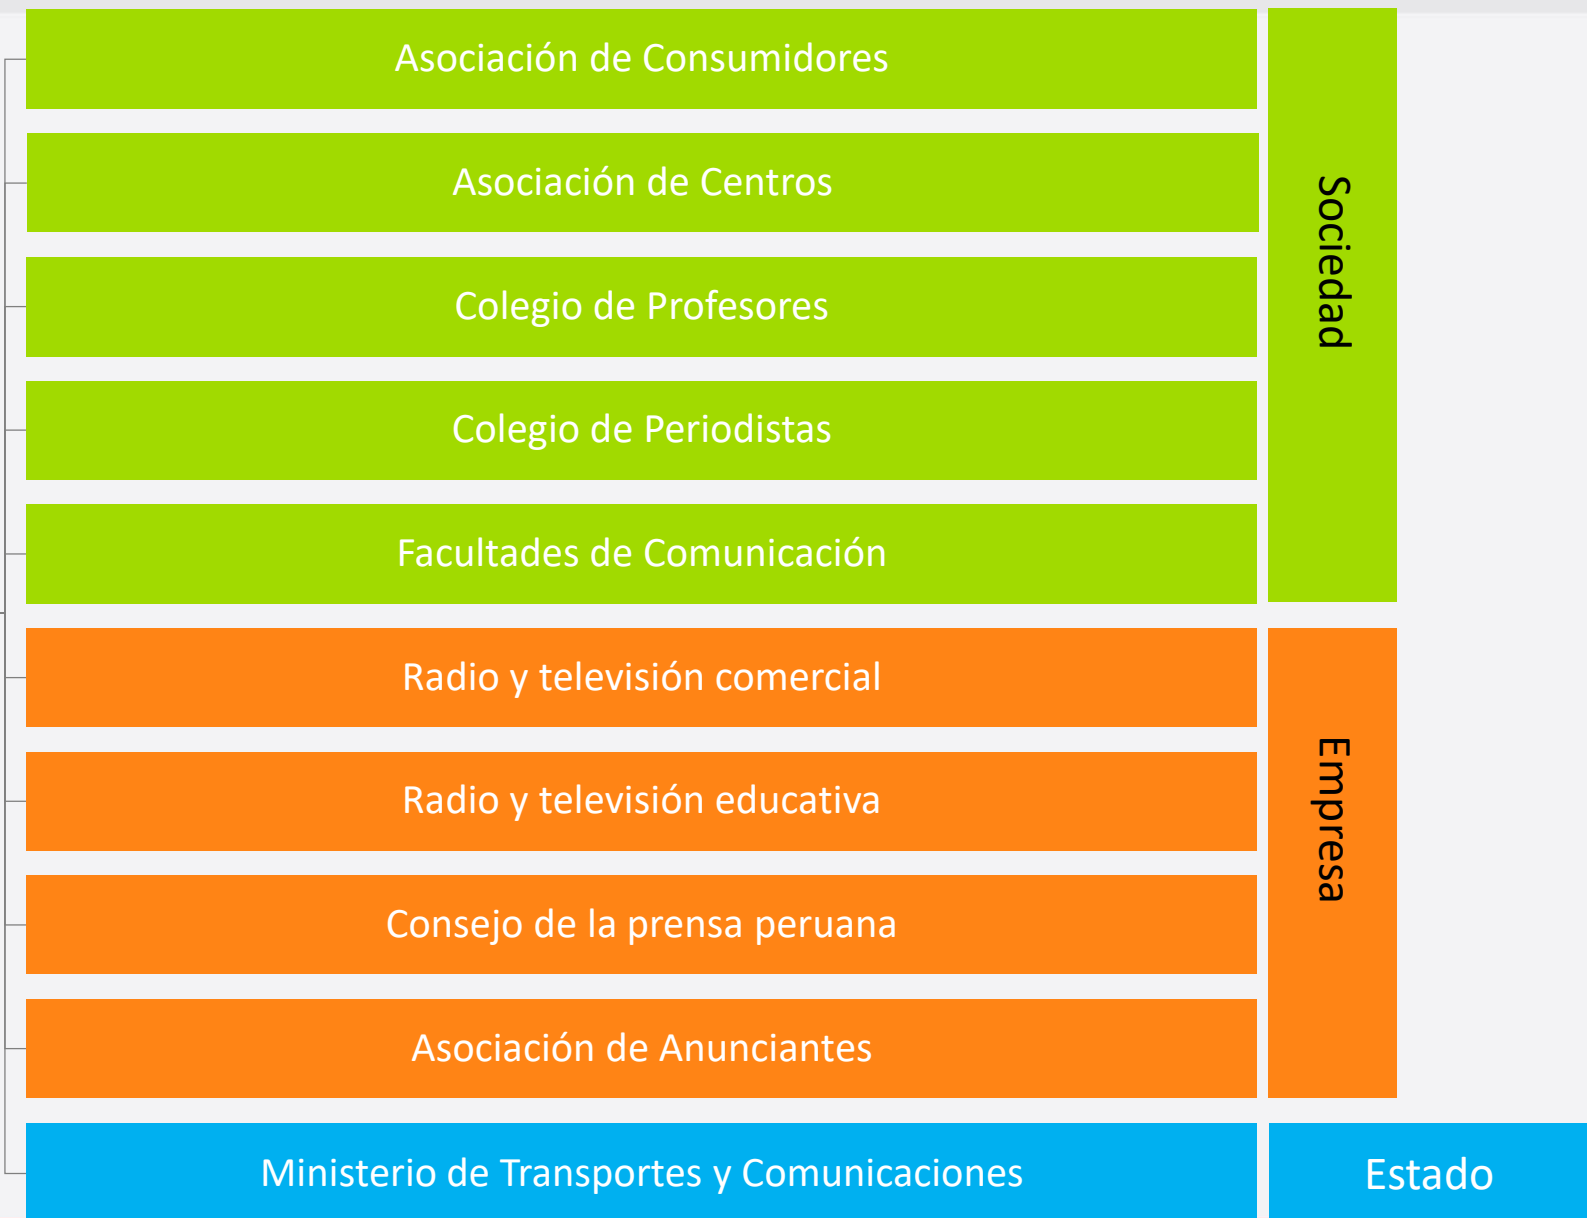 Asociación de Consumidores
Asociación de Centros
Colegio de Profesores
Colegio de Periodistas
Facultades de Comunicación
Sociedad
Radio y televisión comercial
Radio y televisión educativa
Consejo de la prensa peruana
Asociación de Anunciantes
Empresa
Ministerio de Transportes y Comunicaciones
Estado